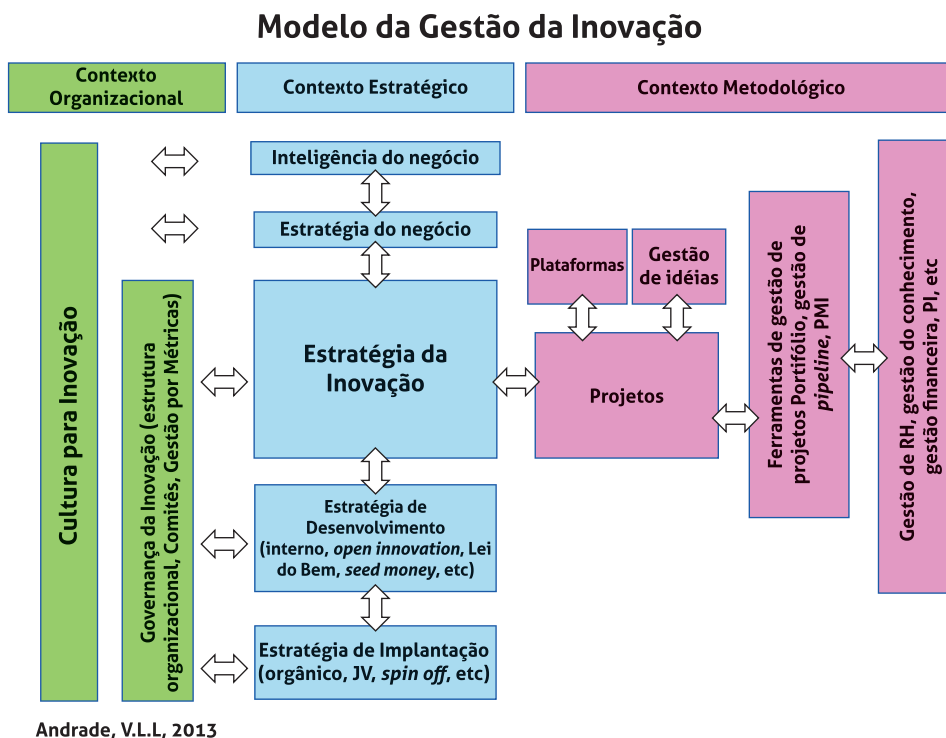 Modelo da Gestão da Inovação
Contexto
Organizacional
Contexto Estratégico
Contexto Metodológico
Cultura para Inovação
Governança da Inovação (estrutura
organizacional, Comitês, Gestão por Métricas)
Inteligência do negócio
Estratégia do negócio
Estratégia da
Inovação
Estratégia de
Desenvolvimento
(interno, open innovation, Lei
do Bem, seed money, etc)
Estratégia de Implantação
(orgânico, JV, spin off, etc)
Plataformas
Gestão
de idéias
Projetos
Ferramentas de gestão de
projetos Portifólio, gestão de
pipeline, PMI
Gestão de RH, gestão do conhecimento,
gestão financeira, PI, etc
Andrade, V.L.L, 2013